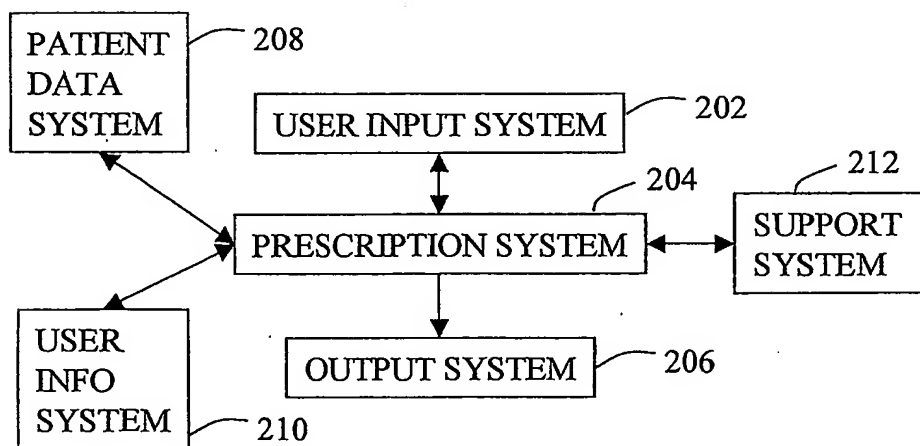 PATIENT
DATA
SYSTEM
208
USER INPUT SYSTEM
202
204
212
PRESCRIPTION SYSTEM
SUPPORT
SYSTEM
USER
INFO
SYSTEM
210
OUTPUT SYSTEM
206